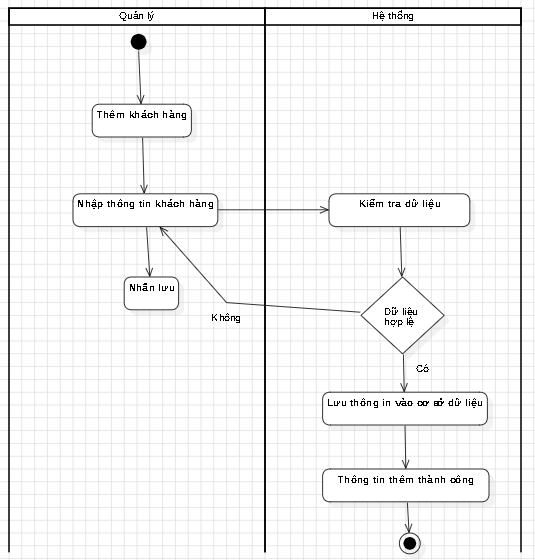 Quản lý
Hệ thống
Thêm khách hàng
Nhập thông tin khách hàng
Kiểm tra dữ liệu
Nhấn lưu
Dữ liệu
hợp lệ
Không
Có
Lưu thông in vào cơ sở dữ liệu
Thông tin thêm thành công